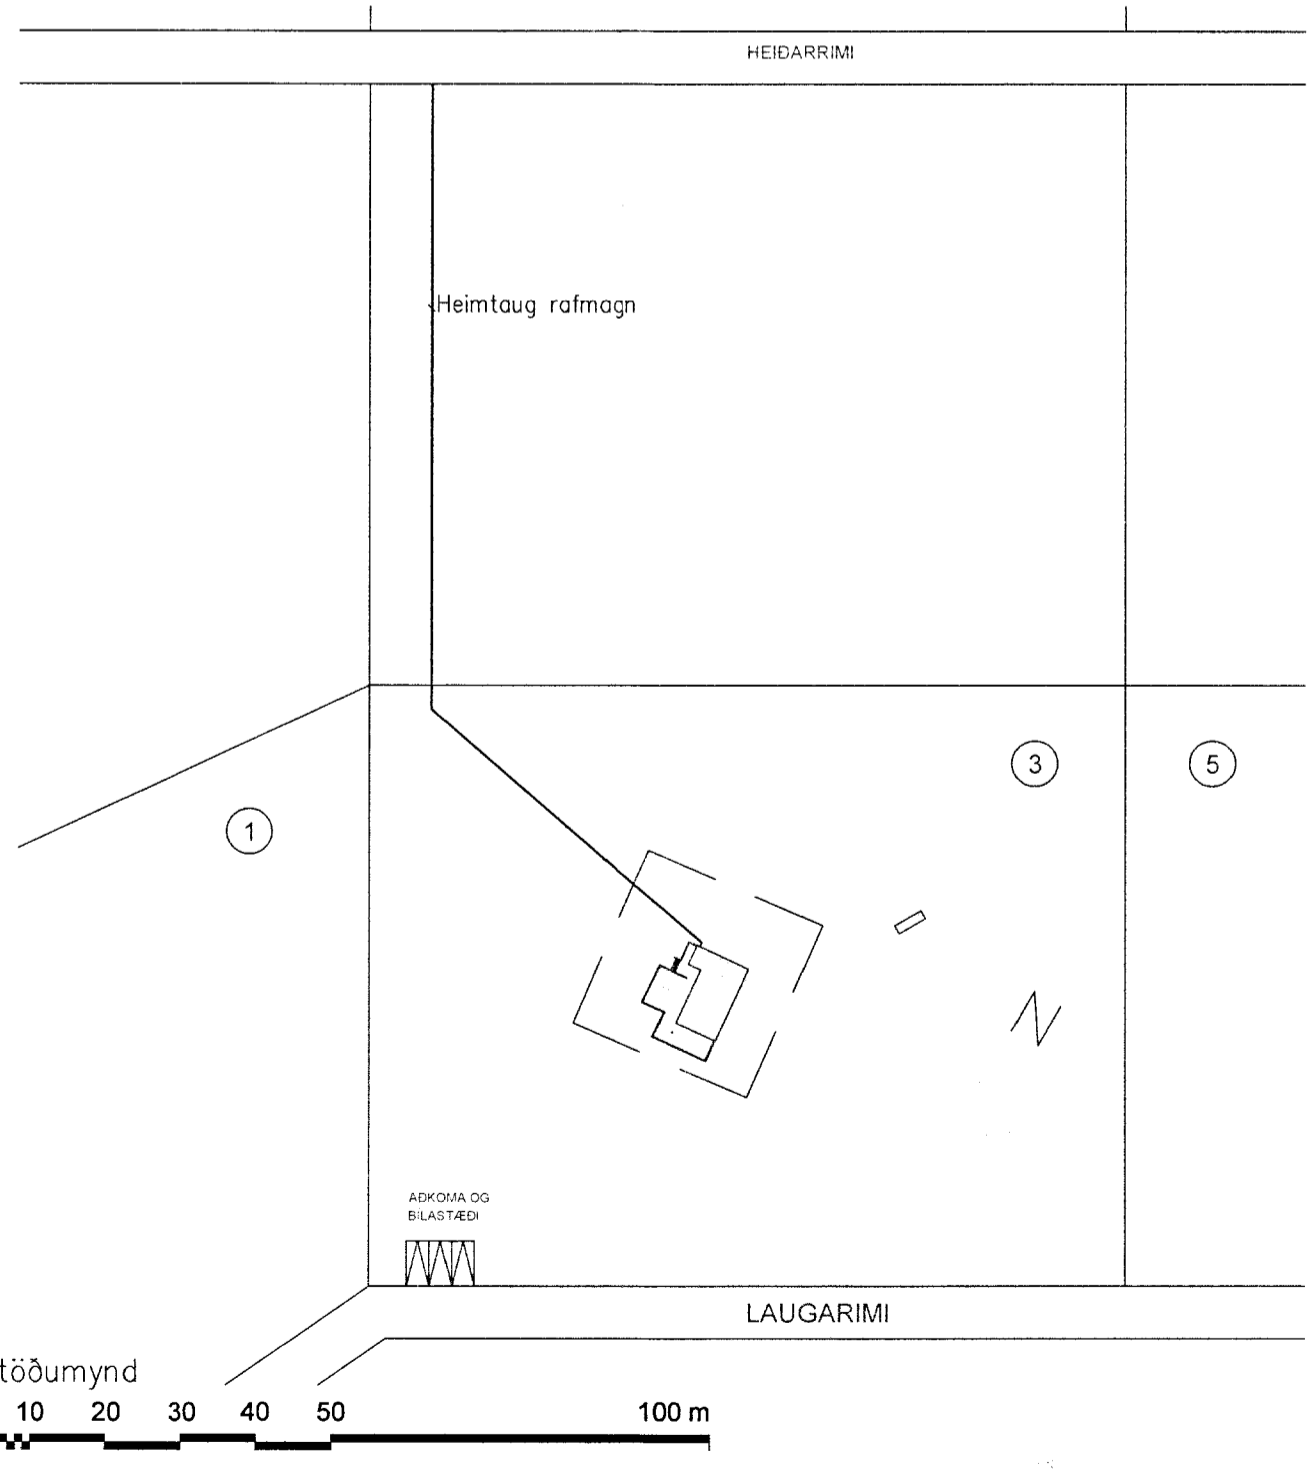 HEIÐARRIMI
Heimtaug rafmagn
3
5
1
AÐKOMA OG
BÍLASTÆÐI
N
LAUGARIMI
töðumynd
10 20 30 40 50 100 m